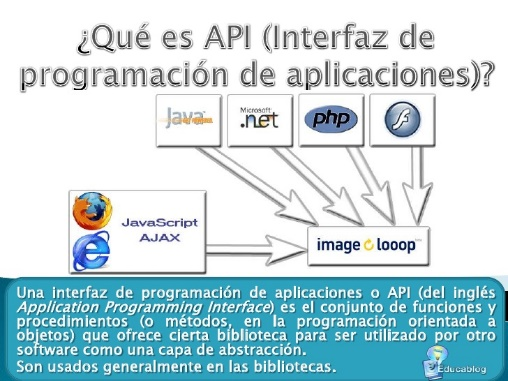 ¿Qué es API (Interfaz de
programación de aplicaciones)?
Java
Microsoft
.net
php
JavaScript
AJAX
image looop
Una interfaz de programación de aplicaciones o API (del inglés
Application Programming Interface) es el conjunto de funciones y
procedimientos (o métodos, en la programación orientada a
objetos) que ofrece cierta biblioteca para ser utilizado por otro
software como una capa de abstracción.
Son usados generalmente en las bibliotecas.
Educablog